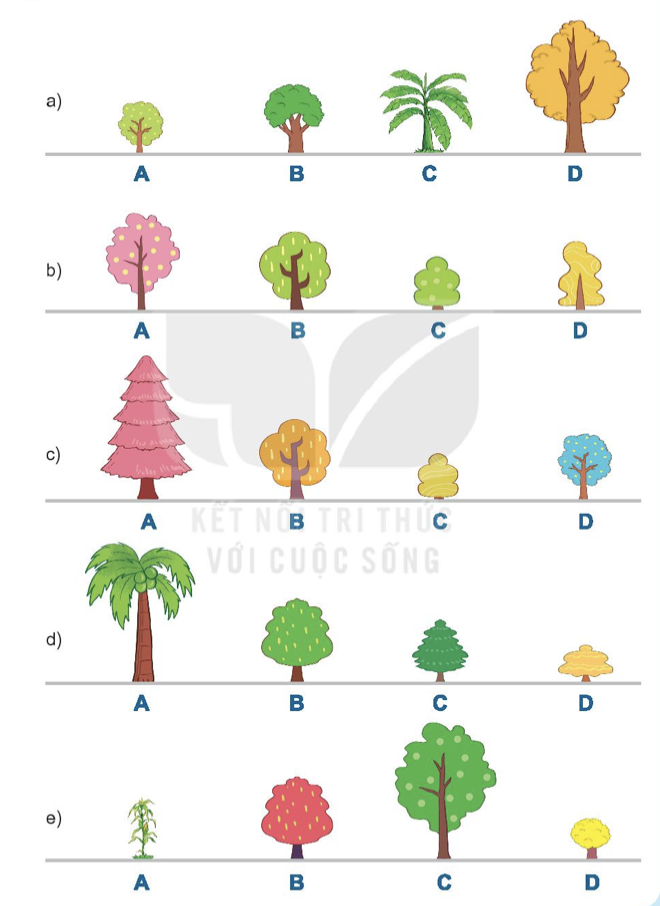 a)
A B C D
b)
A B C D
c)
A B C D
KẾT NỐI TRI THỨC
VỚI CUỘC SỐNG
d)
A B C D
e)
A B C D